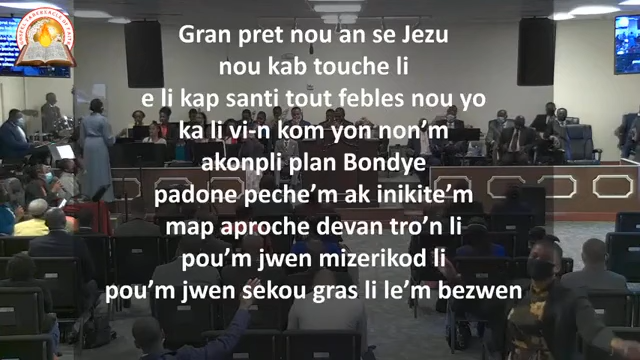 Gran pret nou an se Jezu
nou kab touche li
e li kap santi tout febles nou yo
ka li vi-n kom yon non'm
akonpli plan Bondye
padone peche'm ak inikite'm
map aproche devan tro'n li
pou'm jwen mizerikod li
pou'm jwen sekou gras li le'm bezwen